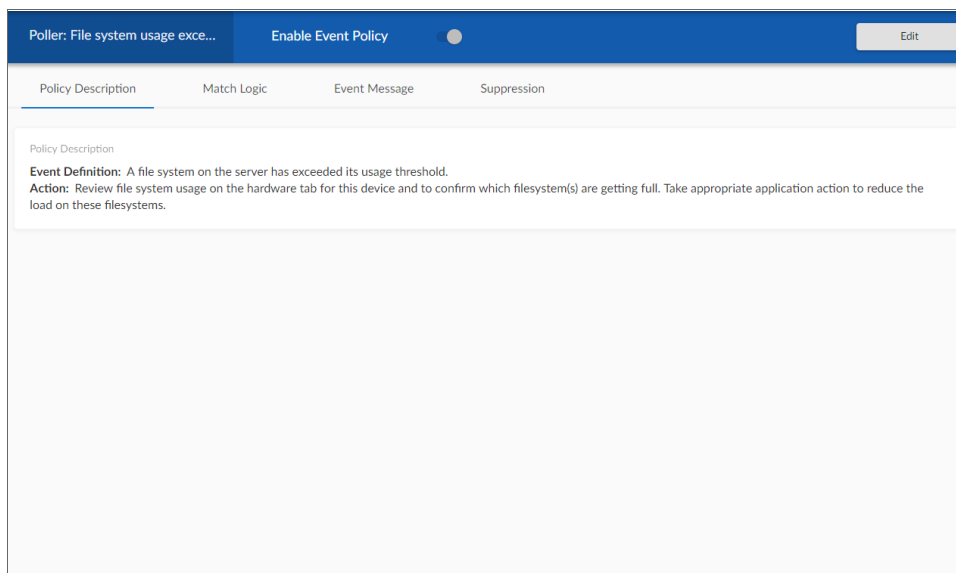 Poller: File system usage exce...
Enable Event Policy
Edit
Policy Description
Match Logic
Event Message
Suppression
Policy Description
Event Definition: A file system on the server has exceeded its usage threshold.
Action: Review file system usage on the hardware tab for this device and to confirm which filesystem(s) are getting full. Take appropriate application action to reduce the
load on these filesystems.